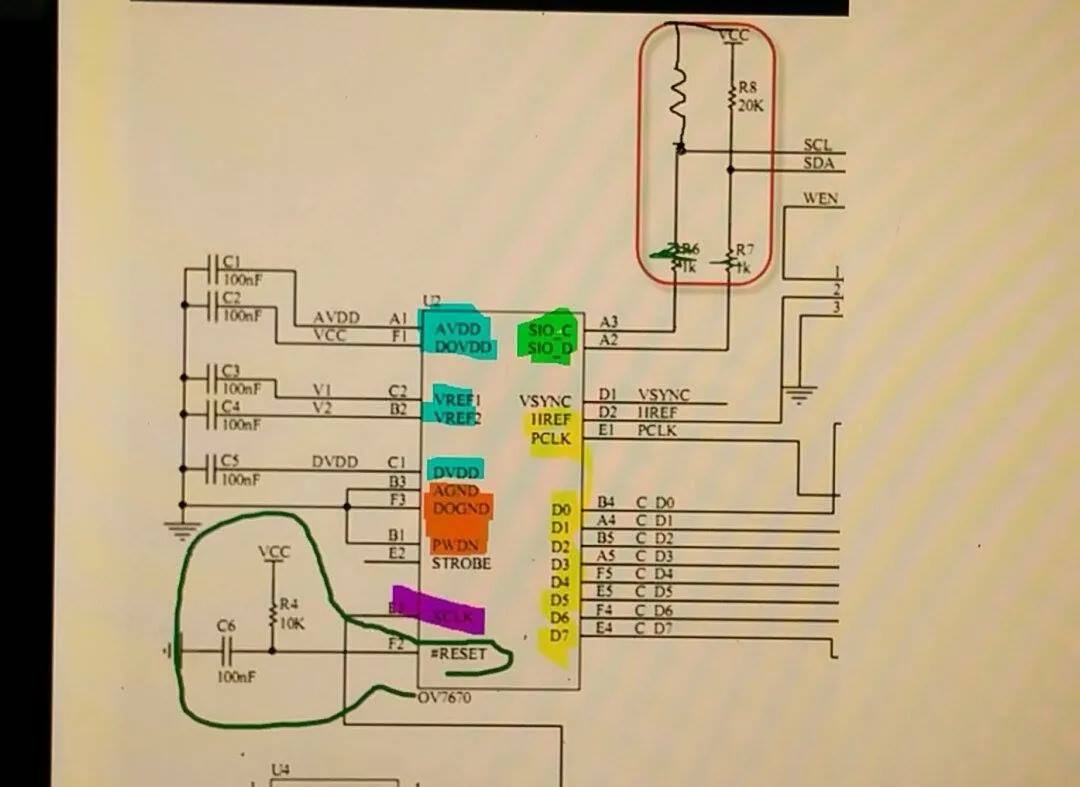 VCC
R8
20K
SCL
SDA
WEN
R6
1k
R7
1k
1
2
3
C1
100nF
C2
100nF
C3
100nF
C4
100nF
C5
100nF
AVDD
VCC
V1
V2
DVDD
A1
F1
C2
B2
C1
B3
F3
B1
E2
F2
U2
AVDD
DOVDD
VREF1
VREF2
DVDD
AGND
DOGND
PWDN
STROBE
XCLK
#RESET
SIO_C
SIO_D
VSYNC
HREF
PCLK
D0
D1
D2
D3
D4
D5
D6
D7
A3
A2
D1 VSYNC
D2 HREF
E1 PCLK
B4 C D0
A4 C D1
B5 C D2
A5 C D3
F5 C D4
E5 C D5
F4 C D6
E4 C D7
VCC
R4
10K
C6
100nF
OV7670
U4